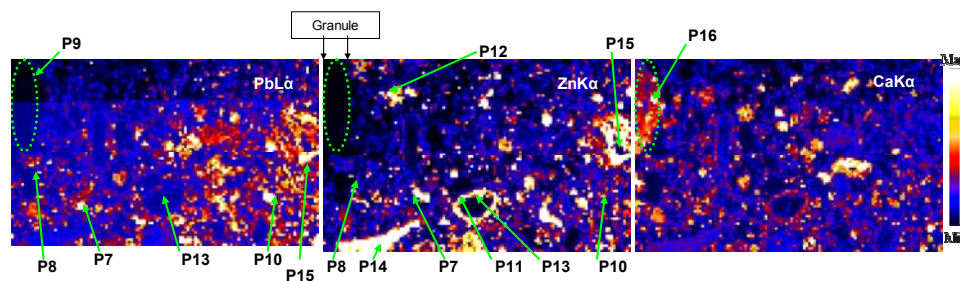 Granule
P9
P12
P15
P16
PbLα
ZnKα
CaKα
P8
P7
P13
P10
P15
P8
P14
P7
P11
P13
P10